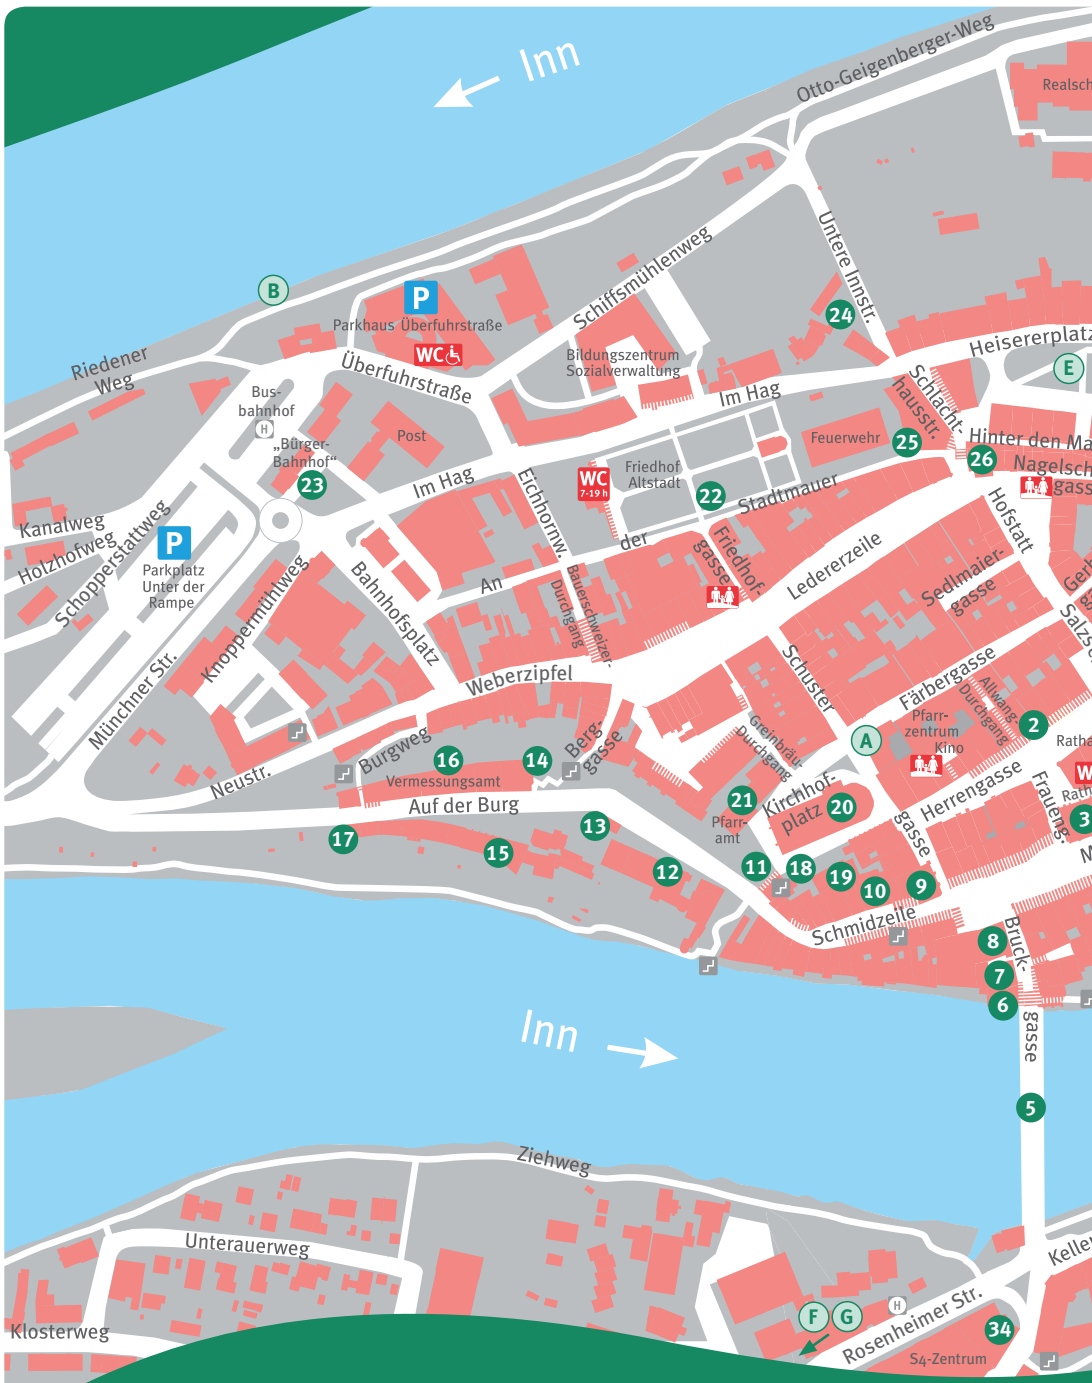 Inn
Otto-Geigenberger-Weg
Realsch
Untere Innstr.
Schiffsmühlenweg
B
P
Parkhaus Überfuhrstraße
WC
24
Heisererplatz
E
Riedener
Weg
Überfuhrstraße
Bildungszentrum
Sozialverwaltung
Bus-
bahnhof
H
Im Hag
Schlacht-
hausstr.
Post
Feuerwehr
25
Hinter den Ma
„Bürger-
Bahnhof“
23
26
Nagelsch
gasse
Friedhof
Altstadt
WC
7-19 h
22
Im Hag
Eichhornw.
An
der
Stadtmauer
Hofstatt
Kanalweg
Holzhofweg
Schopperstattweg
P
Parkplatz
Unter der
Rampe
Friedhof-
gasse
Ledererzeile
Sedlmaier-
gasse
Gerb
Bahnhofsplatz
Bauerschweizer-
Durchgang
Knoppermühlweg
Münchner Str.
Weberzipfel
Schuster
gasse
Färbergasse
Allwang-
Durchgang
2
Pfarr-
zentrum
Kino
A
Greinbräu-
Durchgang
Berg-
gasse
Burgweg
16
14
Vermessungsamt
Neustr.
Auf der Burg
Herrengasse
Fraueng.
Ratha
W
Rath
3
21
Pfarr-
amt
Kirchhof-
platz
20
17
13
15
12
11
18
19
10
9
M
Schmidzeile
8
Bruck-
gasse
7
6
Inn
5
Ziehweg
Unterauerweg
Klosterweg
Keller
F
G
H
Rosenheimer Str.
34
S4-Zentrum